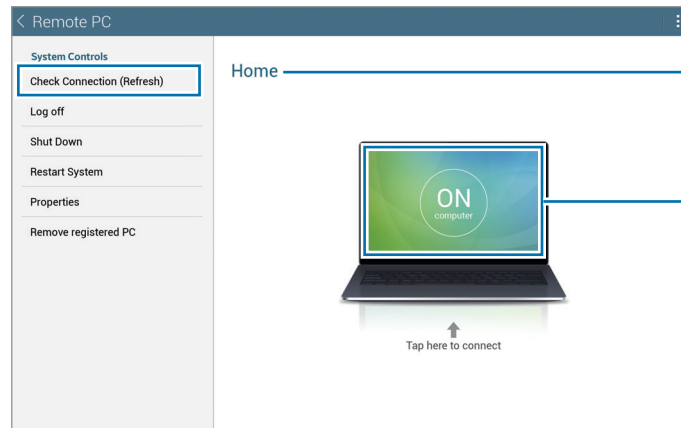 Remote PC
System Controls
Check Connection (Refresh)
Log off
Shut Down
Restart System
Properties
Remove registered PC
Home
ON
computer
Tap here to connect